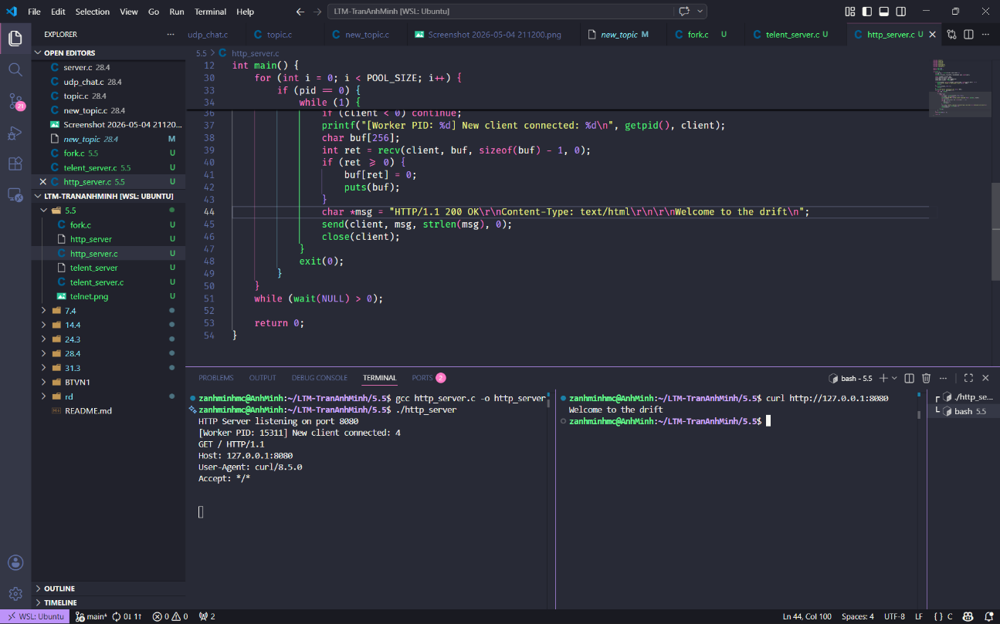 File Edit Selection View Go Run Terminal Help
LTM-TranAnhMinh [WSL: Ubuntu]
EXPLORER
udp_chat.c topic.c new_topic.c Screenshot 2026-05-04 211200.png new_topic M fork.c U telent_server.c U http_server.c U
OPEN EDITORS
server.c 28.4
udp_chat.c 28.4
topic.c 28.4
new_topic.c 28.4
Screenshot 2026-05-04 21120...
new_topic 28.4 M
fork.c 5.5 U
telent_server.c 5.5 U
http_server.c 5.5 U
LTM-TRANANHMINH [WSL: UBUNTU]
5.5
fork.c U
http_server U
http_server.c U
telent_server U
telent_server.c U
telnet.png U
7.4
14.4
24.3
28.4
31.3
BTVN1
rd
README.md
OUTLINE
TIMELINE
21
5.5 > http_server.c
12 int main() {
30 for (int i = 0; i < POOL_SIZE; i++) {
33 if (pid == 0) {
34 while (1) {
36 if (client < 0) continue;
37 printf("[Worker PID: %d] New client connected: %d\n", getpid(), client);
38 char buf[256];
39 int ret = recv(client, buf, sizeof(buf) - 1, 0);
40 if (ret >= 0) {
41 buf[ret] = 0;
42 puts(buf);
43 }
44 char *msg = "HTTP/1.1 200 OK\r\nContent-Type: text/html\r\n\r\nWelcome to the drift\n";
45 send(client, msg, strlen(msg), 0);
46 close(client);
47 }
48 exit(0);
49 }
50 }
51 while (wait(NULL) > 0);
52
53 return 0;
54 }
PROBLEMS OUTPUT DEBUG CONSOLE TERMINAL PORTS 2
bash - 5.5
zanhminhmc@AnhMinh:~/LTM-TranAnhMinh/5.5$ gcc http_server.c -o http_server
zanhminhmc@AnhMinh:~/LTM-TranAnhMinh/5.5$ ./http_server
HTTP Server listening on port 8080
[Worker PID: 15311] New client connected: 4
GET / HTTP/1.1
Host: 127.0.0.1:8080
User-Agent: curl/8.5.0
Accept: */*
zanhminhmc@AnhMinh:~/LTM-TranAnhMinh/5.5$ curl http://127.0.0.1:8080
Welcome to the drift
zanhminhmc@AnhMinh:~/LTM-TranAnhMinh/5.5$
./http_se...
bash 5.5
WSL: Ubuntu main* 0↓ 1↑ 0 0 2
Ln 44, Col 100 Spaces: 4 UTF-8 LF {} C